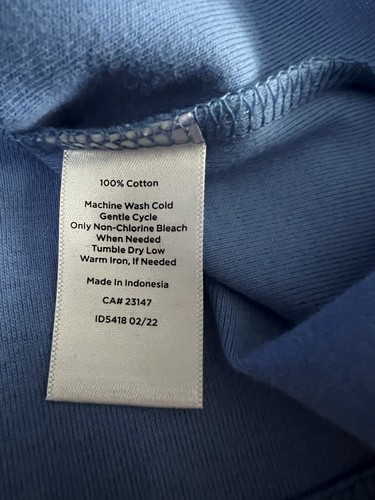 100% Cotton
Machine Wash Cold
Gentle Cycle
Only Non-Chlorine Bleach
When Needed
Tumble Dry Low
Warm Iron, If Needed
Made in Indonesia
CA# 23147
ID5418 02/22